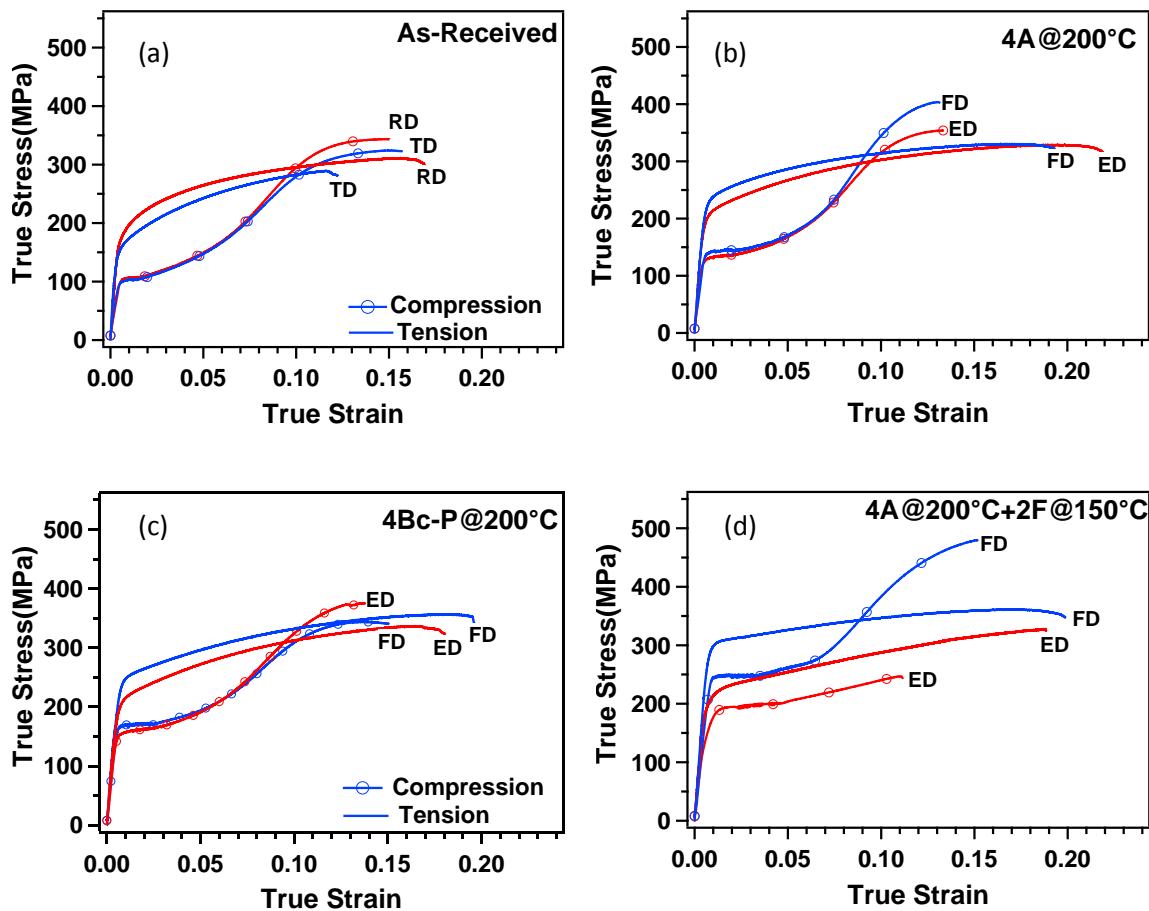 (a)
As-Received
True Stress(MPa)
500
400
300
200
100
0
RD
TD
RD
TD
Compression
Tension
0.00 0.05 0.10 0.15 0.20
True Strain
(b)
4A@200°C
True Stress(MPa)
500
400
300
200
100
0
FD
ED
FD
ED
0.00 0.05 0.10 0.15 0.20
True Strain
(c)
4Bc-P@200°C
True Stress(MPa)
500
400
300
200
100
0
ED
FD
ED
FD
Compression
Tension
0.00 0.05 0.10 0.15 0.20
True Strain
(d)
4A@200°C+2F@150°C
True Stress(MPa)
500
400
300
200
100
0
FD
FD
ED
ED
0.00 0.05 0.10 0.15 0.20
True Strain